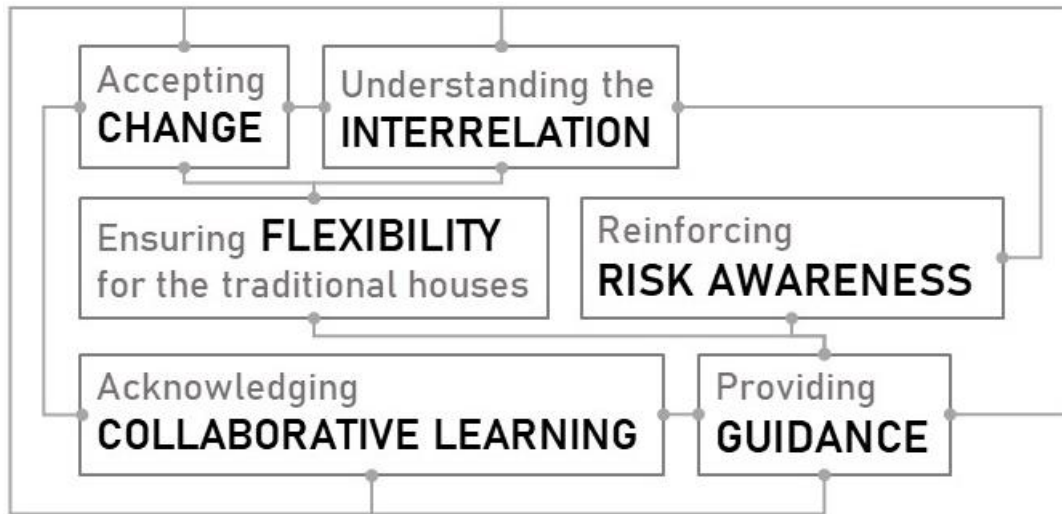 Accepting
CHANGE
Understanding the
INTERRELATION
Ensuring FLEXIBILITY
for the traditional houses
Reinforcing
RISK AWARENESS
Acknowledging
COLLABORATIVE LEARNING
Providing
GUIDANCE